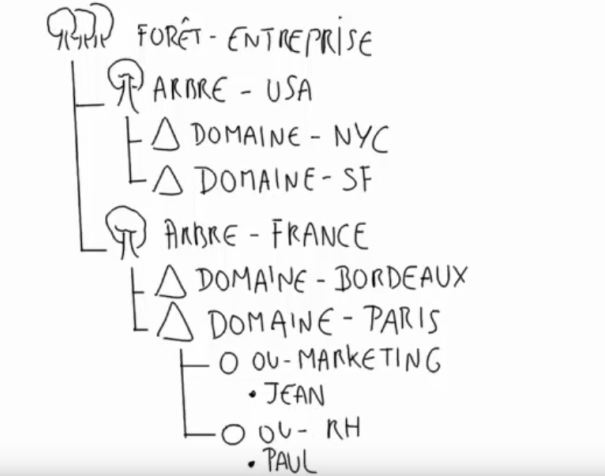 FORÊT - ENTREPRISE
ARBRE - USA
DOMAINE - NYC
DOMAINE - SF
ARBRE - FRANCE
DOMAINE - BORDEAUX
DOMAINE - PARIS
OU - MARKETING
• JEAN
OU - RH
• PAUL